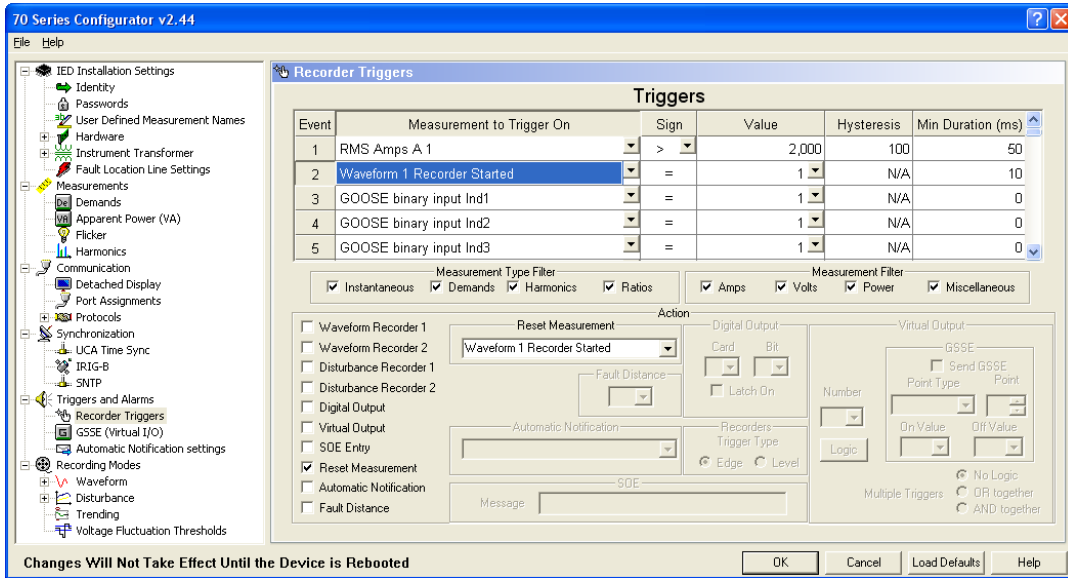 70 Series Configurator v2.44
File Help
IED Installation Settings
Identity
Passwords
User Defined Measurement Names
Hardware
Instrument Transformer
Fault Location Line Settings
Measurements
De Demands
VA Apparent Power (VA)
Flicker
Harmonics
Communication
Detached Display
Port Assignments
Protocols
Synchronization
UCA Time Sync
IRIG-B
SNTP
Triggers and Alarms
Recorder Triggers
G GSSE (Virtual I/O)
Automatic Notification settings
Recording Modes
Waveform
Disturbance
Trending
Voltage Fluctuation Thresholds
Recorder Triggers
Triggers
Event Measurement to Trigger On Sign Value Hysteresis Min Duration (ms)
1 RMS Amps A 1 > 2,000 100 50
2 Waveform 1 Recorder Started = 1 N/A 10
3 GOOSE binary input Ind1 = 1 N/A 0
4 GOOSE binary input Ind2 = 1 N/A 0
5 GOOSE binary input Ind3 = 1 N/A 0
Measurement Type Filter
Instantaneous Demands Harmonics Ratios
Measurement Filter
Amps Volts Power Miscellaneous
Action
Waveform Recorder 1
Waveform Recorder 2
Disturbance Recorder 1
Disturbance Recorder 2
Digital Output
Virtual Output
SOE Entry
Reset Measurement
Automatic Notification
Fault Distance
Reset Measurement
Waveform 1 Recorder Started
Fault Distance
Automatic Notification
SOE
Message
Digital Output
Card Bit
Latch On
Recorders
Trigger Type
Edge Level
Virtual Output
Number
Logic
GSSE
Send GSSE
Point Type Point
On Value Off Value
Multiple Triggers
No Logic
OR together
AND together
Changes Will Not Take Effect Until the Device is Rebooted
OK Cancel Load Defaults Help